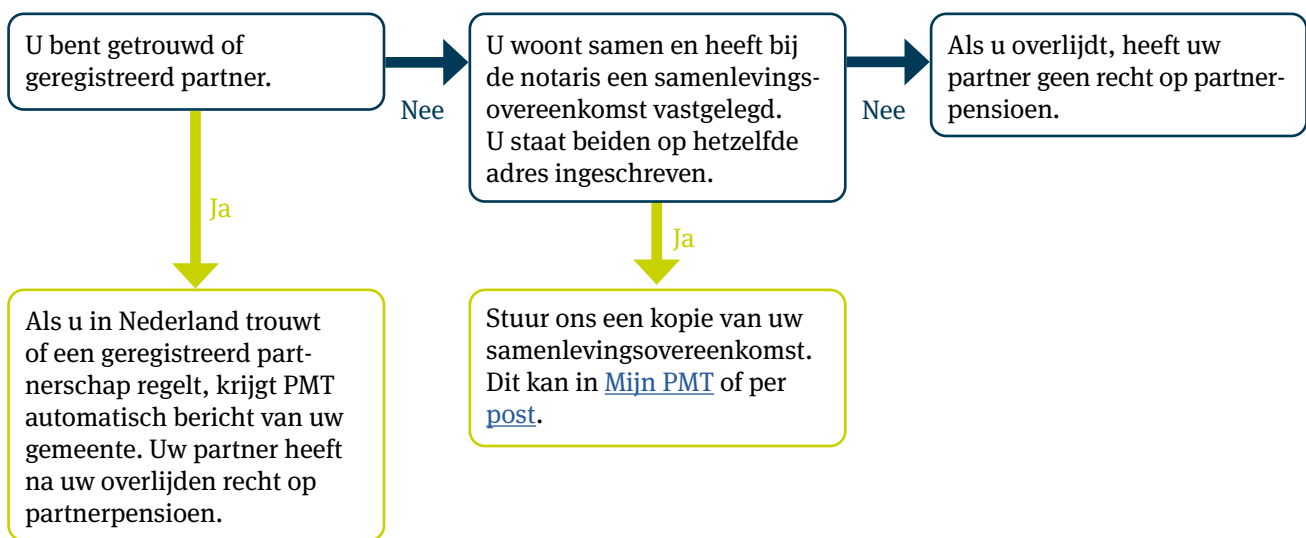 U bent getrouwd of
geregistreerd partner.
Nee
U woont samen en heeft bij
de notaris een samenlevings-
overeenkomst vastgelegd.
U staat beiden op hetzelfde
adres ingeschreven.
Nee
Als u overlijdt, heeft uw
partner geen recht op partner-
pensioen.
Ja
Ja
Als u in Nederland trouwt
of een geregistreerd part-
nerschap regelt, krijgt PMT
automatisch bericht van uw
gemeente. Uw partner heeft
na uw overlijden recht op
partnerpensioen.
Stuur ons een kopie van uw
samenlevingsovereenkomst.
Dit kan in Mijn PMT of per
post.